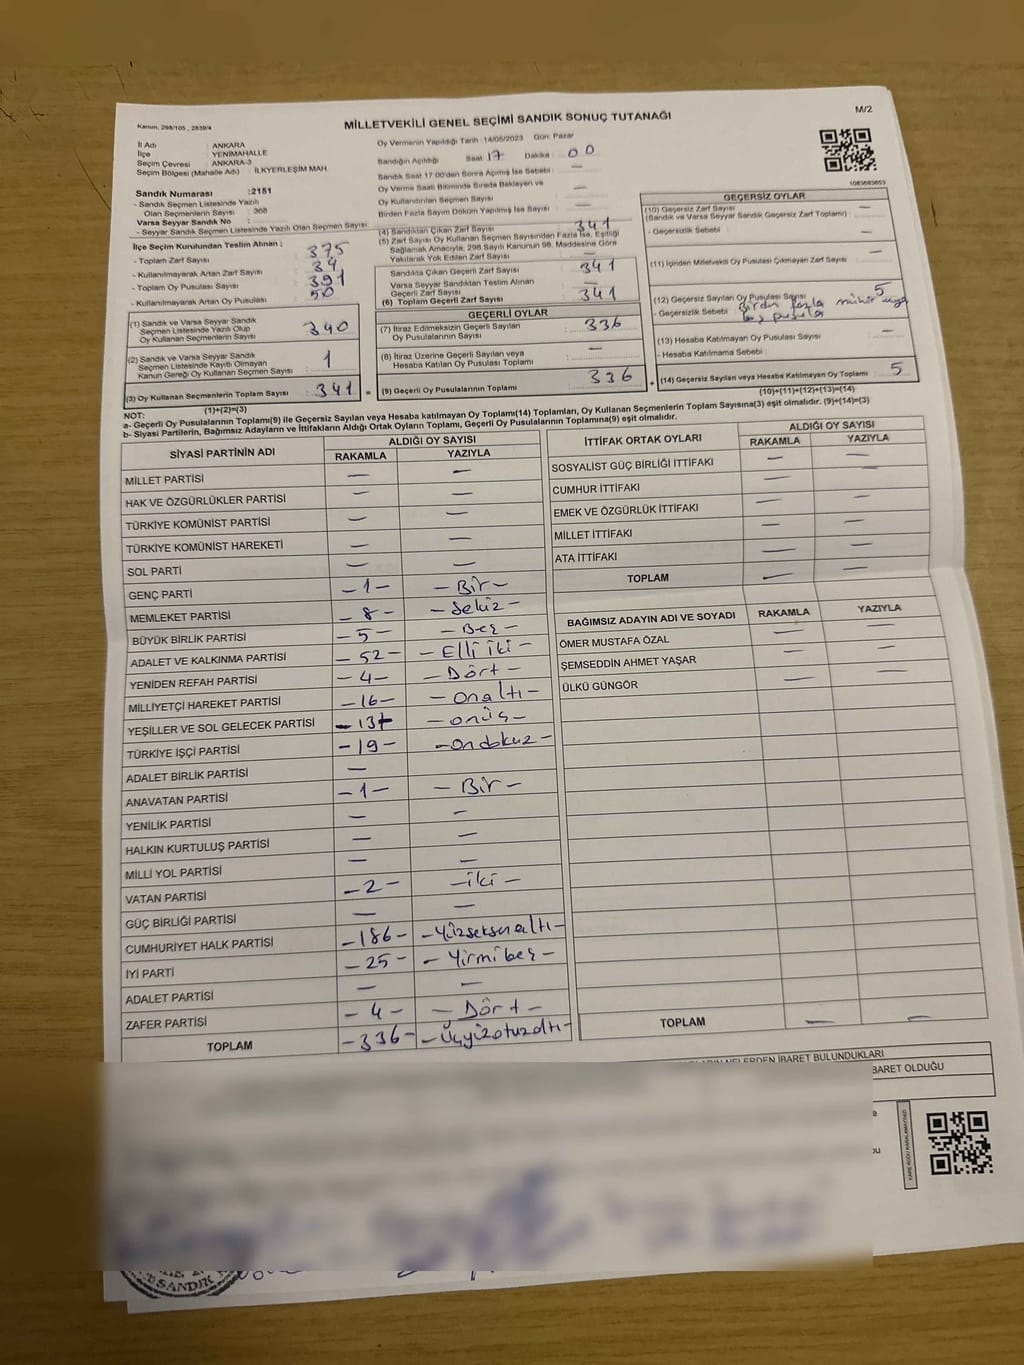 M/2
Kanun, 298/105 , 2839/4
MİLLETVEKİLİ GENEL SEÇİMİ SANDIK SONUÇ TUTANAĞI
İl Adı : ANKARA
İlçe : YENİMAHALLE
Seçim Çevresi : ANKARA-3
Seçim Bölgesi (Mahalle Adı) : İLKYERLEŞİM MAH
Sandık Numarası :2151
- Sandık Seçmen Listesinde Yazılı
Olan Seçmenlerin Sayısı : 368
Varsa Seyyar Sandık No :
- Seyyar Sandık Seçmen Listesinde Yazılı Olan Seçmen Sayısı
İlçe Seçim Kurulundan Teslim Alınan ;
- Toplam Zarf Sayısı : 375
- Kullanılmayarak Artan Zarf Sayısı : 34
- Toplam Oy Pusulası Sayısı : 391
- Kullanılmayarak Artan Oy Pusulası : 50
(1) Sandık ve Varsa Seyyar Sandık
Seçmen Listesinde Yazılı Olup
Oy Kullanan Seçmenlerin Sayısı : 340
(2) Sandık ve Varsa Seyyar Sandık
Seçmen Listesinde Kayıtlı Olmayan
Kanun Gereği Oy Kullanan Seçmen Sayısı 1
(3) Oy Kullanan Seçmenlerin Toplam Sayısı : 341 =
(1)+(2)=(3)
Oy Vermenin Yapıldığı Tarih :14/05/2023 Gün: Pazar
Sandığın Açıldığı Saat 17 Dakika : 00
Sandık Saat 17:00'den Sonra Açılmış İse Sebebi : —
Oy Verme Saati Bitiminde Sırada Bekleyen ve
Oy Kullandırılan Seçmen Sayısı : —
Birden Fazla Sayım Döküm Yapılmış İse Sayısı —
(4) Sandıktan Çıkan Zarf Sayısı : 341
(5) Zarf Sayısı Oy Kullanan Seçmen Sayısından Fazla İse, Eşitliği
Sağlamak Amacıyla, 298 Sayılı Kanunun 98. Maddesine Göre
Yakılarak Yok Edilen Zarf Sayısı : —
Sandıkta Çıkan Geçerli Zarf Sayısı : 341
Varsa Seyyar Sandıktan Teslim Alınan
Geçerli Zarf Sayısı : —
(6) Toplam Geçerli Zarf Sayısı : 341
GEÇERLİ OYLAR
(7) İtiraz Edilmeksizin Geçerli Sayılan
Oy Pusulalarının Sayısı : 336
(8) İtiraz Üzerine Geçerli Sayılan veya
Hesaba Katılan Oy Pusulası Toplamı : —
(9) Geçerli Oy Pusulalarının Toplamı : 336 +
GEÇERSİZ OYLAR
(10) Geçersiz Zarf Sayısı : —
(Sandık ve Varsa Seyyar Sandık Geçersiz Zarf Toplamı)
- Geçersizlik Sebebi : —
(11) İçinden Milletvekili Oy Pusulası Çıkmayan Zarf Sayısı : —
(12) Geçersiz Sayılan Oy Pusulası Sayısı : 5
- Geçersizlik Sebebi : Birden fazla mühür
boş pusula
(13) Hesaba Katılmayan Oy Pusulası Sayısı : —
- Hesaba Katılmama Sebebi :
(14) Geçersiz Sayılan veya Hesaba Katılmayan Oy Toplamı : 5
(10)+(11)+(12)+(13)=(14)
NOT:
a- Geçerli Oy Pusulalarının Toplamı(9) ile Geçersiz Sayılan veya Hesaba katılmayan Oy Toplamı(14) Toplamları, Oy Kullanan Seçmenlerin Toplam Sayısına(3) eşit olmalıdır. (9)+(14)=(3)
b- Siyasi Partilerin, Bağımsız Adayların ve İttifakların Aldığı Ortak Oyların Toplamı, Geçerli Oy Pusulalarının Toplamına(9) eşit olmalıdır.
SİYASİ PARTİNİN ADI ALDIĞI OY SAYISI
RAKAMLA YAZIYLA
MİLLET PARTİSİ — —
HAK VE ÖZGÜRLÜKLER PARTİSİ — —
TÜRKİYE KOMÜNİST PARTİSİ — —
TÜRKİYE KOMÜNİST HAREKETİ — —
SOL PARTİ — —
GENÇ PARTİ -1- - Bir -
MEMLEKET PARTİSİ - 8 - - Sekiz -
BÜYÜK BİRLİK PARTİSİ - 5 - - Beş -
ADALET VE KALKINMA PARTİSİ - 52 - - Elli iki -
YENİDEN REFAH PARTİSİ - 4 - - Dört -
MİLLİYETÇİ HAREKET PARTİSİ -16- - Onaltı -
YEŞİLLER VE SOL GELECEK PARTİSİ -13- - onüç -
TÜRKİYE İŞÇİ PARTİSİ -19- - Ondokuz -
ADALET BİRLİK PARTİSİ —
ANAVATAN PARTİSİ -1- - Bir -
YENİLİK PARTİSİ — —
HALKIN KURTULUŞ PARTİSİ — —
MİLLİ YOL PARTİSİ — —
VATAN PARTİSİ -2- - iki -
GÜÇ BİRLİĞİ PARTİSİ — —
CUMHURİYET HALK PARTİSİ -186- - Yüzseksenaltı -
İYİ PARTİ - 25 - - Yirmibeş -
ADALET PARTİSİ — —
ZAFER PARTİSİ - 4 - - Dört -
TOPLAM -336- - Üçyüzotuzaltı -
İTTİFAK ORTAK OYLARI ALDIĞI OY SAYISI
RAKAMLA YAZIYLA
SOSYALİST GÜÇ BİRLİĞİ İTTİFAKI — —
CUMHUR İTTİFAKI — —
EMEK VE ÖZGÜRLÜK İTTİFAKI — —
MİLLET İTTİFAKI — —
ATA İTTİFAKI — —
TOPLAM — —
BAĞIMSIZ ADAYIN ADI VE SOYADI RAKAMLA YAZIYLA
ÖMER MUSTAFA ÖZAL — —
ŞEMSEDDİN AHMET YAŞAR — —
ÜLKÜ GÜNGÖR — —
TOPLAM — —
NELERDEN İBARET BULUNDUKLARI
BARET OLDUĞU
SANDIK